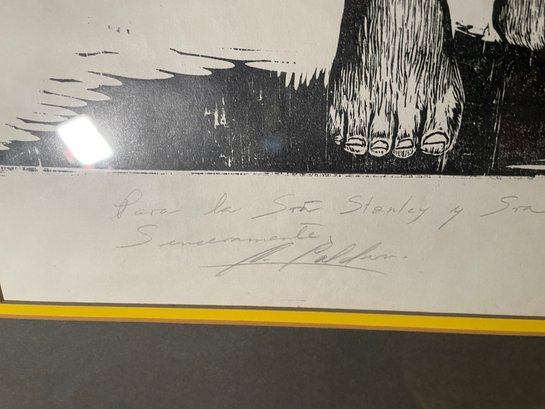 Para la Sra Stanley y Sra
Sinceramente,